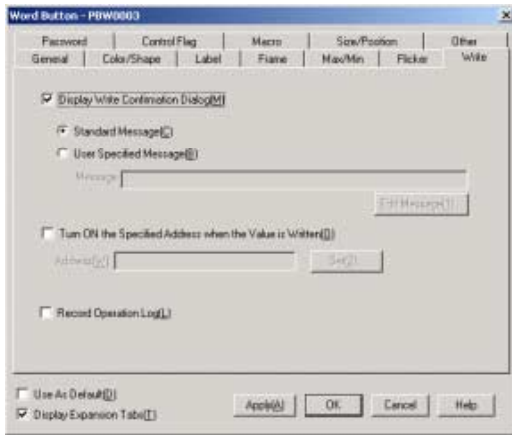 Word Button - PBW0003
Password Control Flag Macro Size/Position Other
General Color/Shape Label Frame Max/Min Flicker Write
Display Write Confirmation Dialog(M)
Standard Message(C)
User Specified Message(R)
Message
Edit Message(1)...
Turn ON the Specified Address when the Value is Written(O)
Address(V) Set(2)
Record Operation Log(L)
Use As Default(D)
Display Expansion Tabs(T)
Apply(A) OK Cancel Help